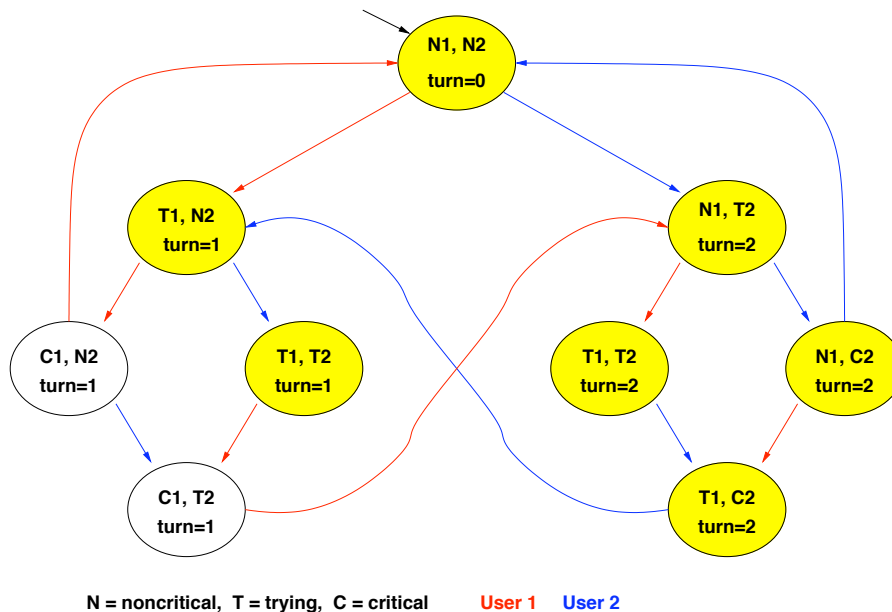 N1, N2
turn=0
T1, N2
turn=1
N1, T2
turn=2
C1, N2
turn=1
T1, T2
turn=1
T1, T2
turn=2
N1, C2
turn=2
C1, T2
turn=1
T1, C2
turn=2
N = noncritical, T = trying, C = critical User 1 User 2